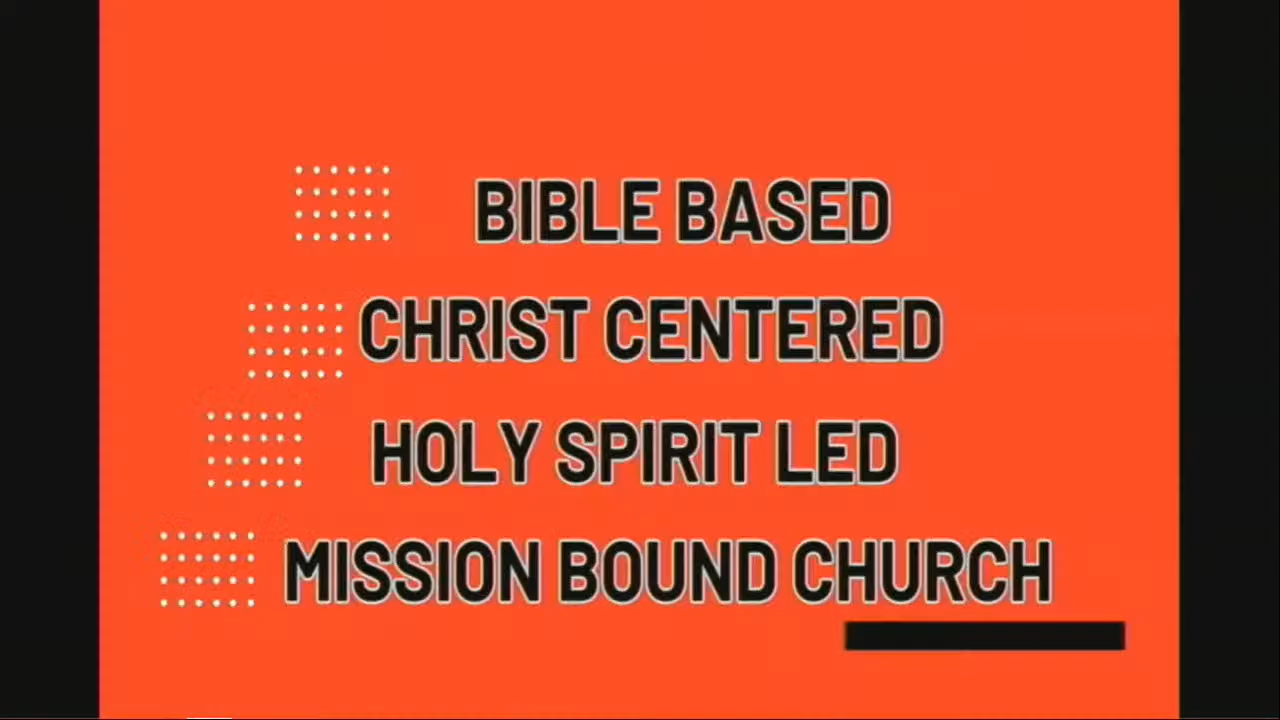 BIBLE BASED
CHRIST CENTERED
HOLY SPIRIT LED
MISSION BOUND CHURCH